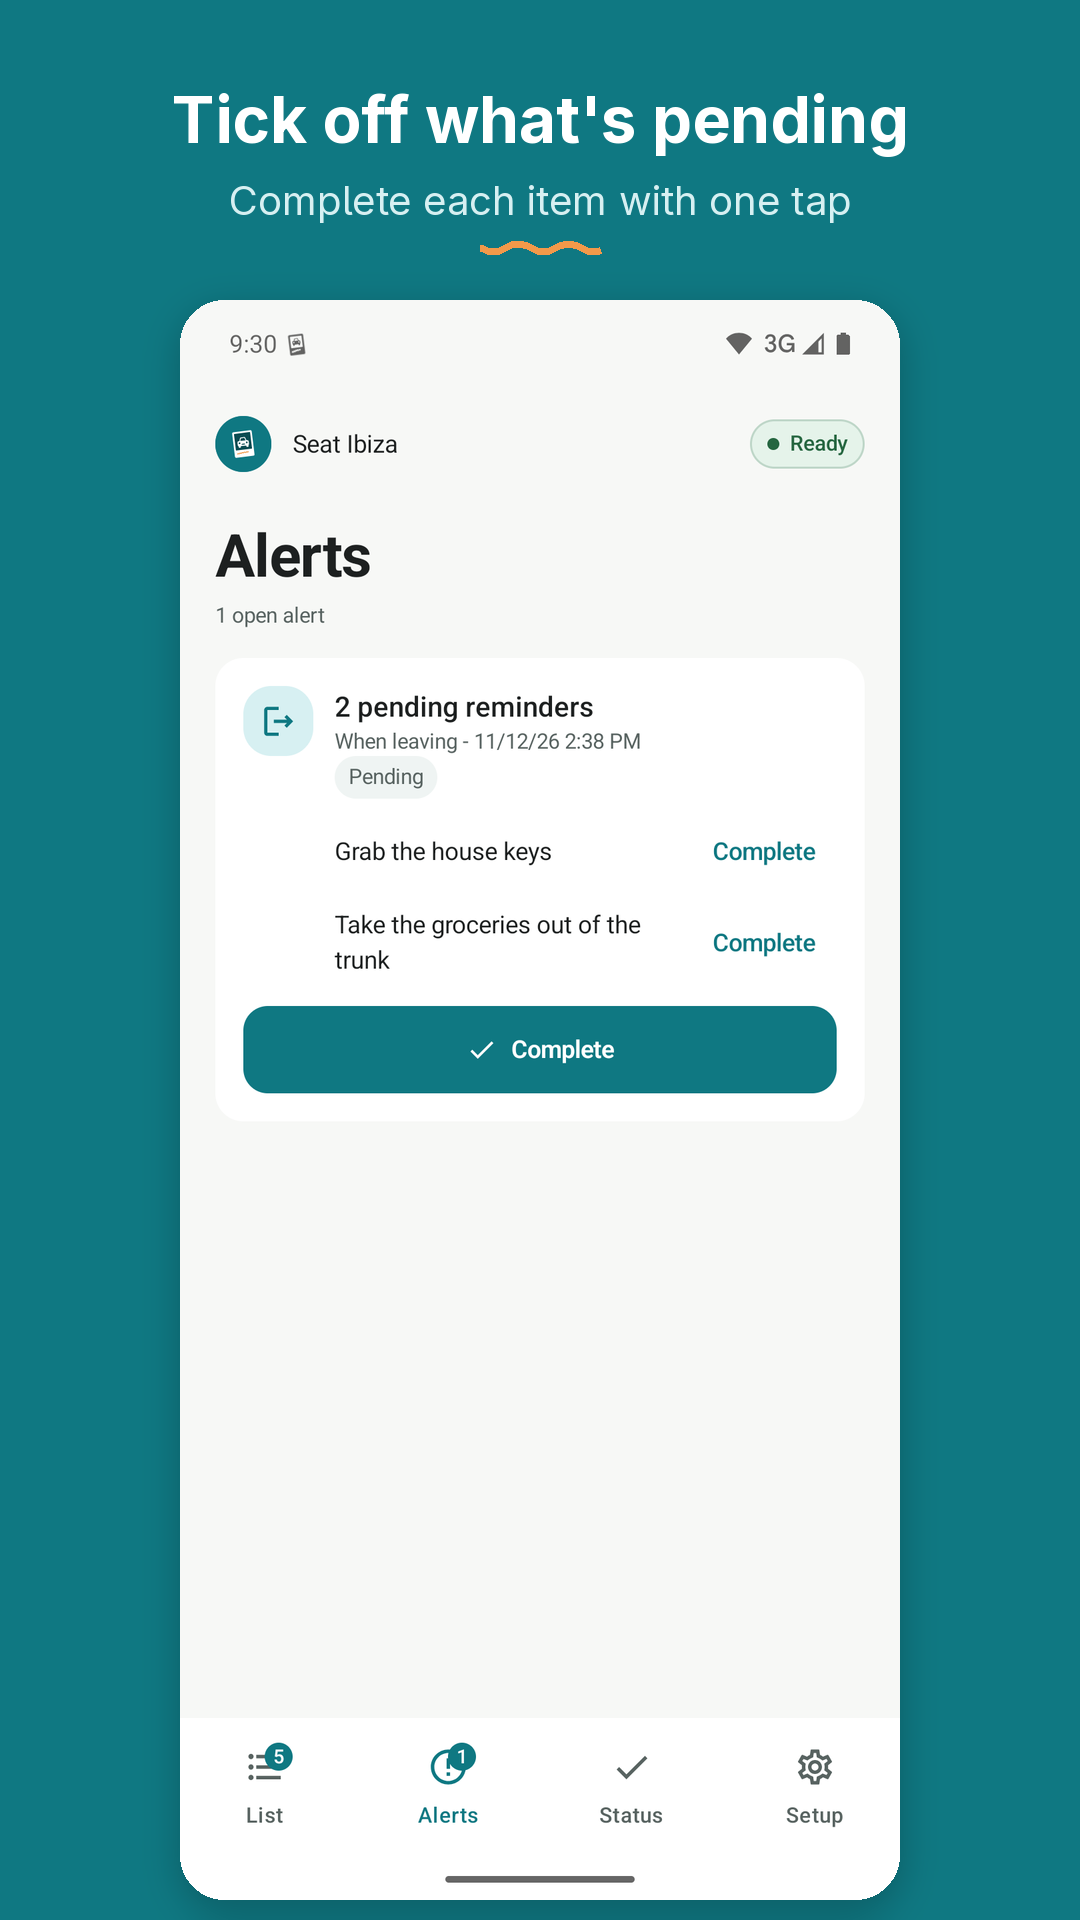 Tick off what's pending
Complete each item with one tap
9:30
3G
Seat Ibiza
Ready
Alerts
1 open alert
2 pending reminders
When leaving - 11/12/26 2:38 PM
Pending
Grab the house keys
Complete
Take the groceries out of the
trunk
Complete
Complete
5
1
List
Alerts
Status
Setup